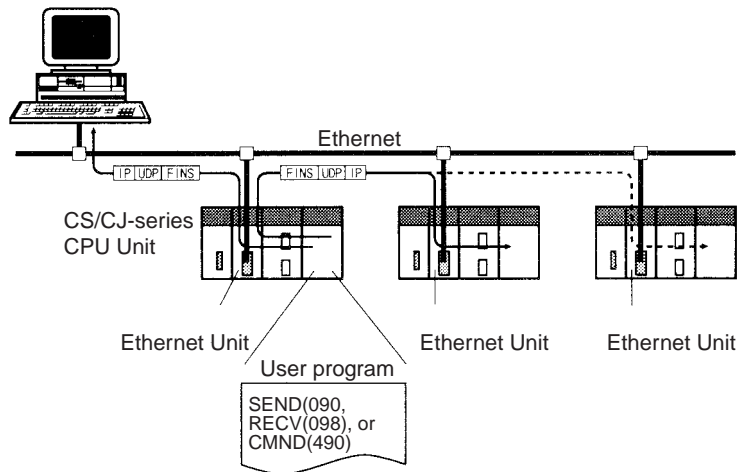 Ethernet
IP UDP FINS
FINS UDP IP
CS/CJ-series
CPU Unit
Ethernet Unit
Ethernet Unit
Ethernet Unit
User program
SEND(090,
RECV(098), or
CMND(490)